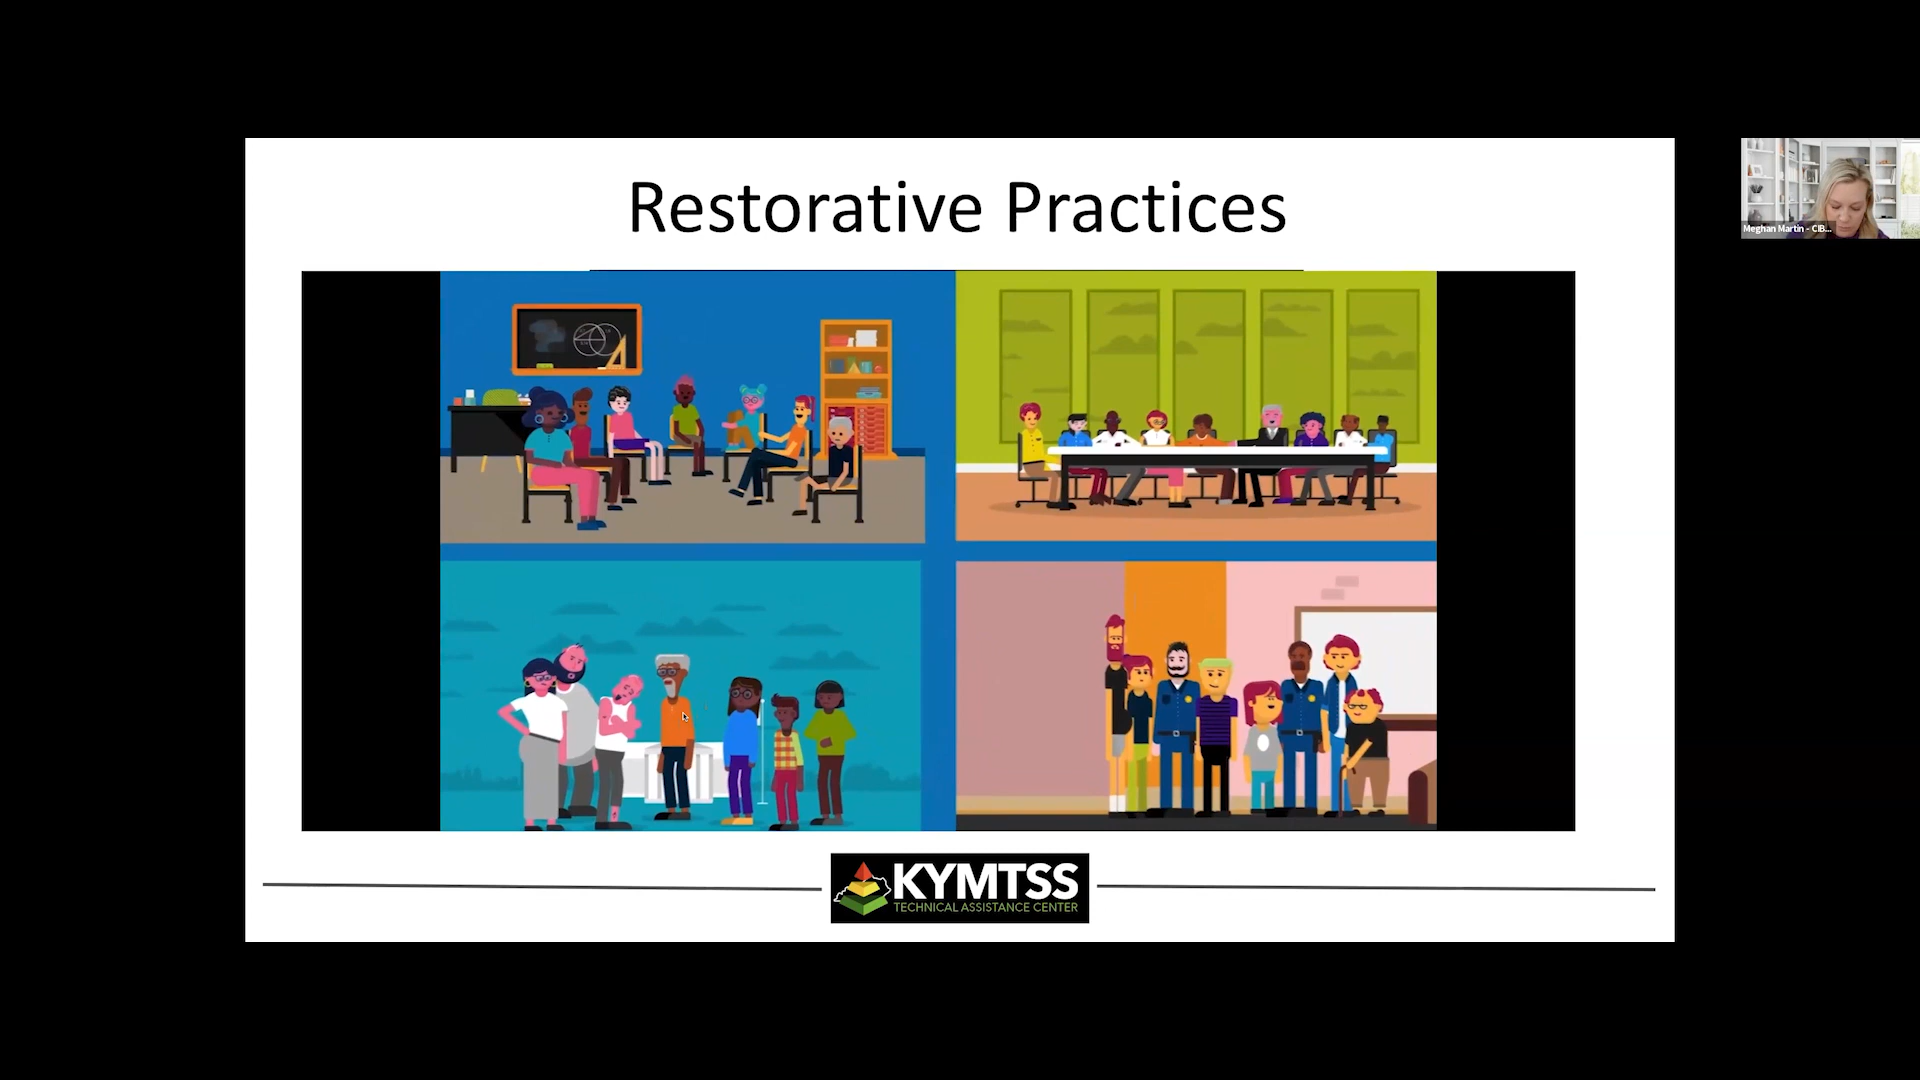 Restorative Practices
Meghan Martin - CIB...
KYMTSS
TECHNICAL ASSISTANCE CENTER